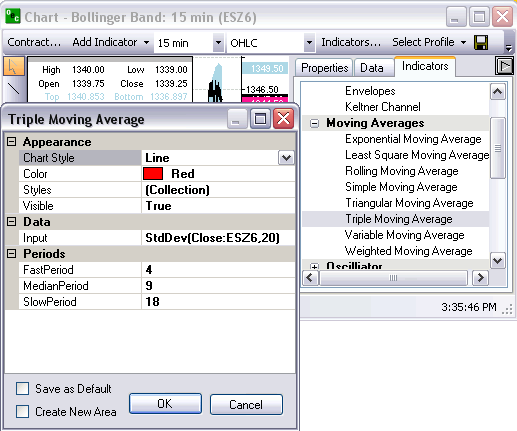 Chart - Bollinger Band: 15 min (ESZ6)
Contract... Add Indicator 15 min OHLC Indicators... Select Profile
High 1340.00 Low 1339.00
Open 1339.75 Close 1339.25
Top 1340.853 Bottom 1336.897
1349.50
1346.50
Properties Data Indicators
Envelopes
Keltner Channel
Moving Averages
Exponential Moving Average
Least Square Moving Average
Rolling Moving Average
Simple Moving Average
Triangular Moving Average
Triple Moving Average
Variable Moving Average
Weighted Moving Average
Oscilliator
3:35:46 PM
Triple Moving Average
Appearance
Chart Style Line
Color Red
Styles (Collection)
Visible True
Data
Input StdDev(Close:ESZ6,20)
Periods
FastPeriod 4
MedianPeriod 9
SlowPeriod 18
Save as Default
Create New Area
OK Cancel